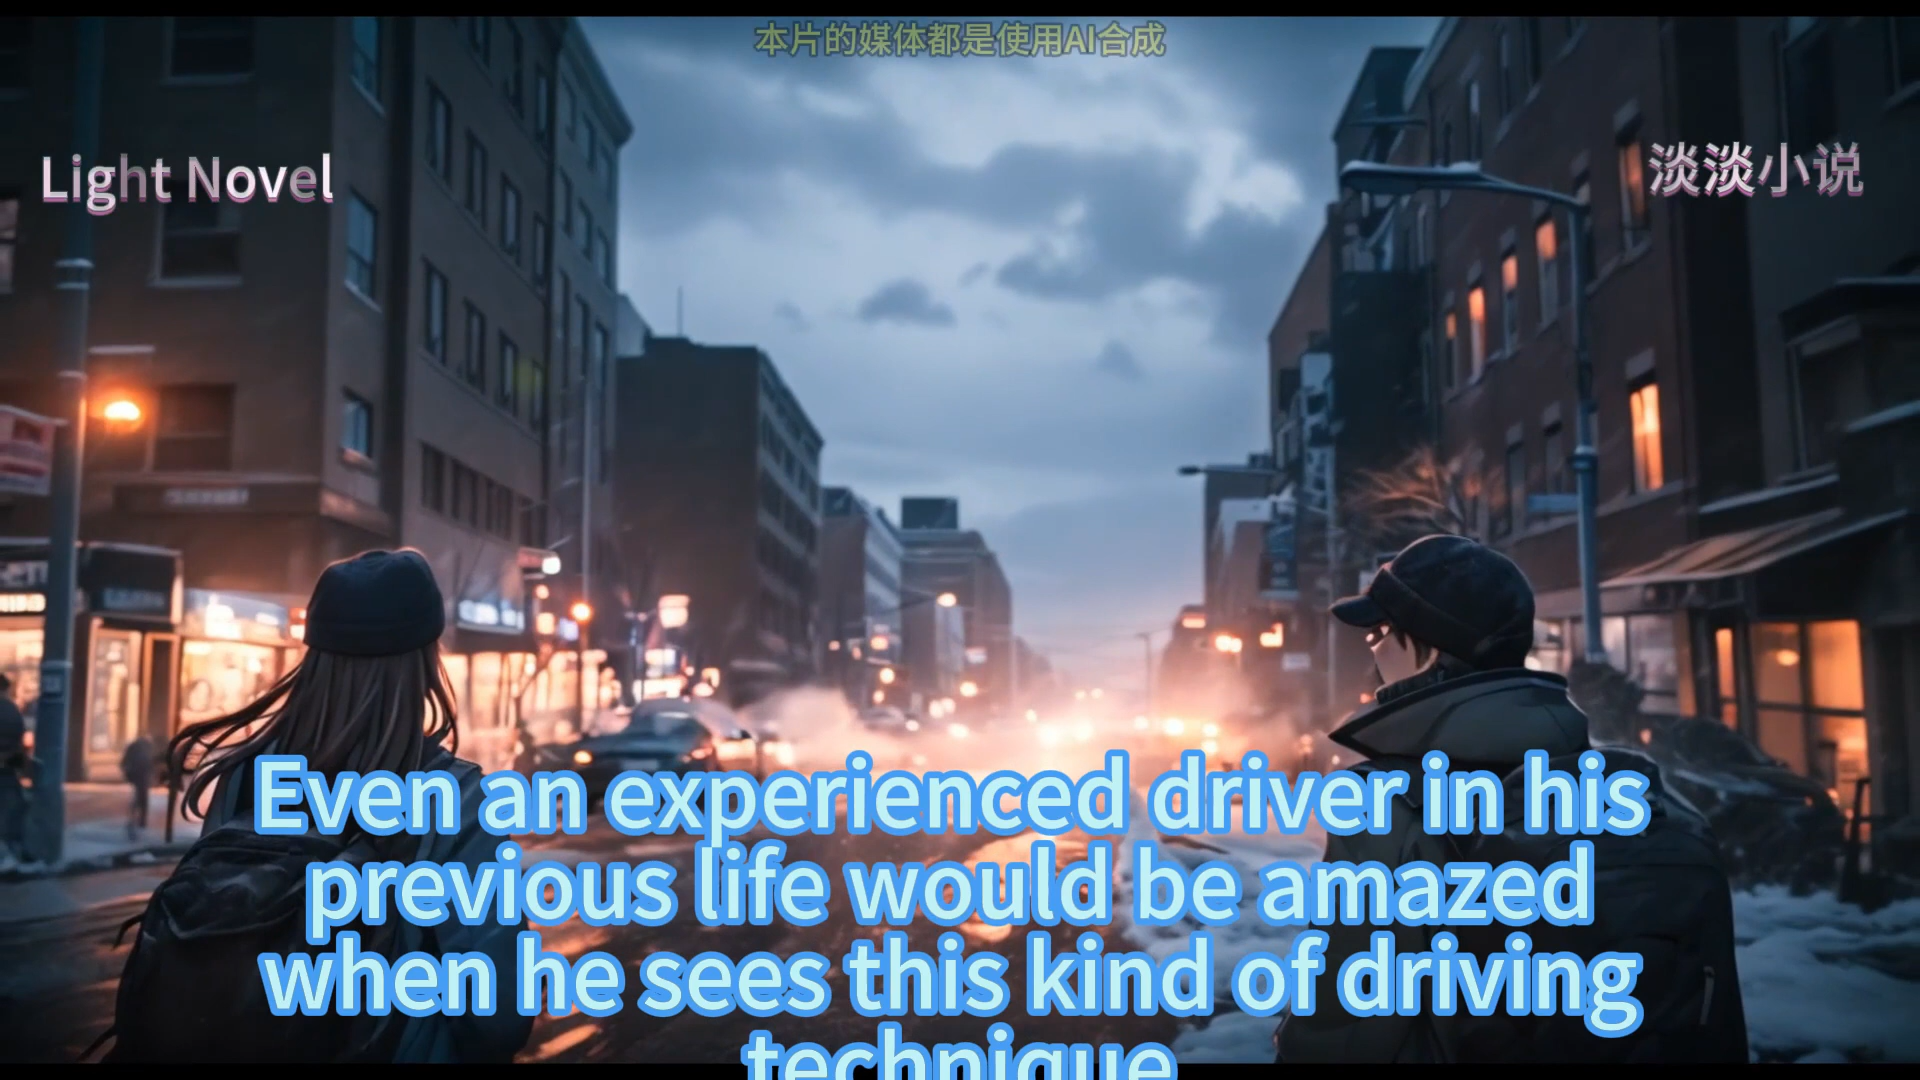 本片的媒体都是使用AI合成
Light Novel
淡淡小说
Even an experienced driver in his
previous life would be amazed
when he sees this kind of driving
technique